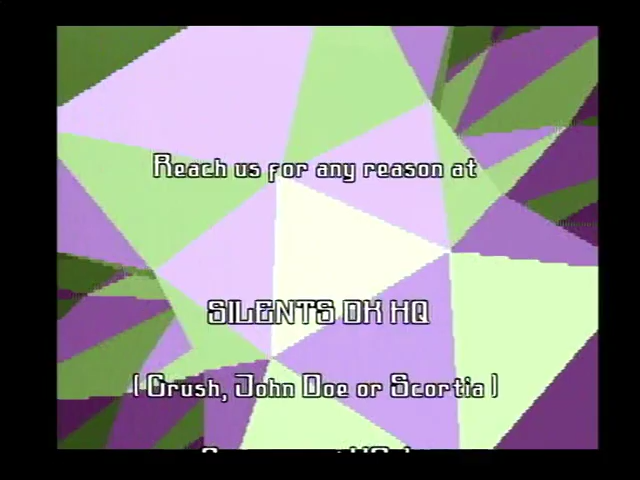 Reach us for any reason at
SILENTS DK HQ
( Crush, John Doe or Scortia )